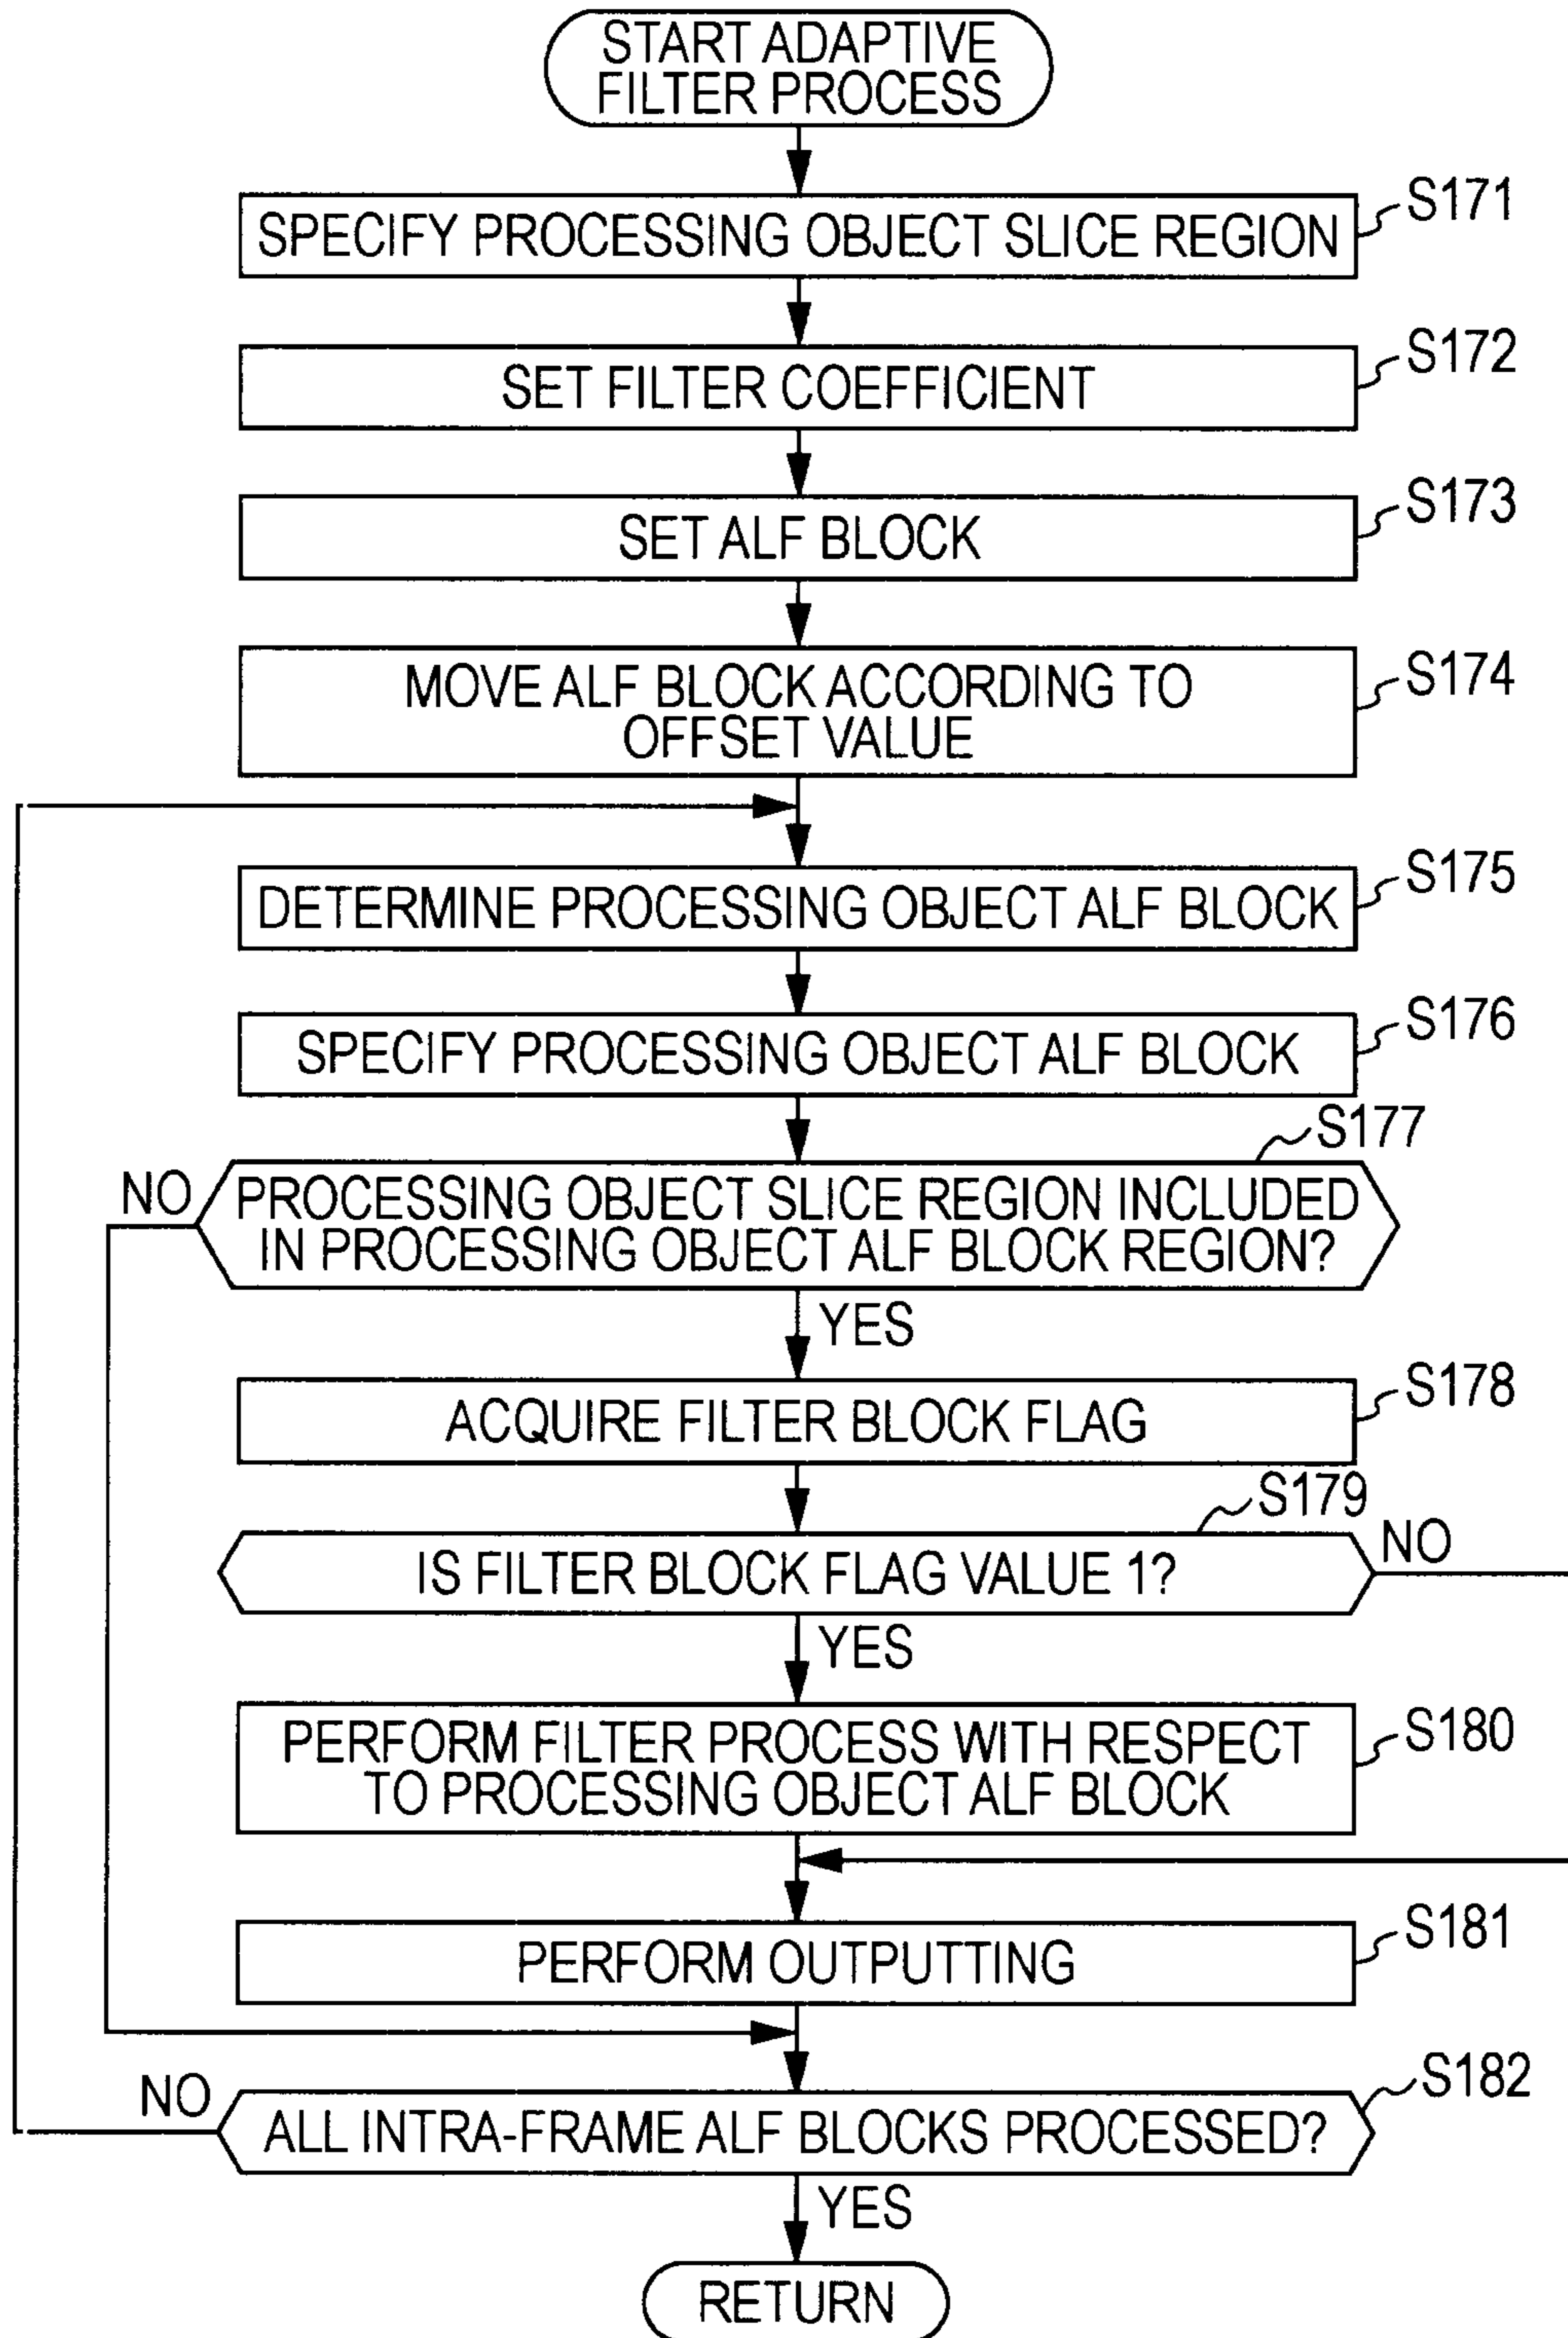 START ADAPTIVE
FILTER PROCESS
SPECIFY PROCESSING OBJECT SLICE REGION
S171
SET FILTER COEFFICIENT
S172
SET ALF BLOCK
S173
MOVE ALF BLOCK ACCORDING TO
OFFSET VALUE
S174
DETERMINE PROCESSING OBJECT ALF BLOCK
S175
SPECIFY PROCESSING OBJECT ALF BLOCK
S176
S177
NO
PROCESSING OBJECT SLICE REGION INCLUDED
IN PROCESSING OBJECT ALF BLOCK REGION?
YES
ACQUIRE FILTER BLOCK FLAG
S178
S179
IS FILTER BLOCK FLAG VALUE 1?
NO
YES
PERFORM FILTER PROCESS WITH RESPECT
TO PROCESSING OBJECT ALF BLOCK
S180
PERFORM OUTPUTTING
S181
NO
ALL INTRA-FRAME ALF BLOCKS PROCESSED?
S182
YES
RETURN